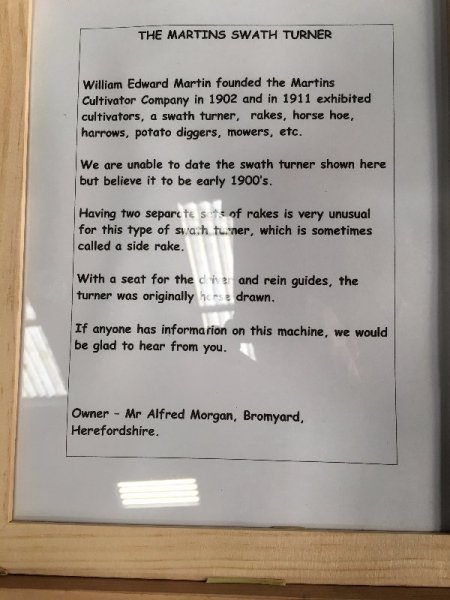 THE MARTINS SWATH TURNER
William Edward Martin founded the Martins
Cultivator Company in 1902 and in 1911 exhibited
cultivators, a swath turner, rakes, horse hoe,
harrows, potato diggers, mowers, etc.
We are unable to date the swath turner shown here
but believe it to be early 1900's.
Having two separate sets of rakes is very unusual
for this type of swath turner, which is sometimes
called a side rake.
With a seat for the driver and rein guides, the
turner was originally horse drawn.
If anyone has information on this machine, we would
be glad to hear from you.
Owner – Mr Alfred Morgan, Bromyard,
Herefordshire.